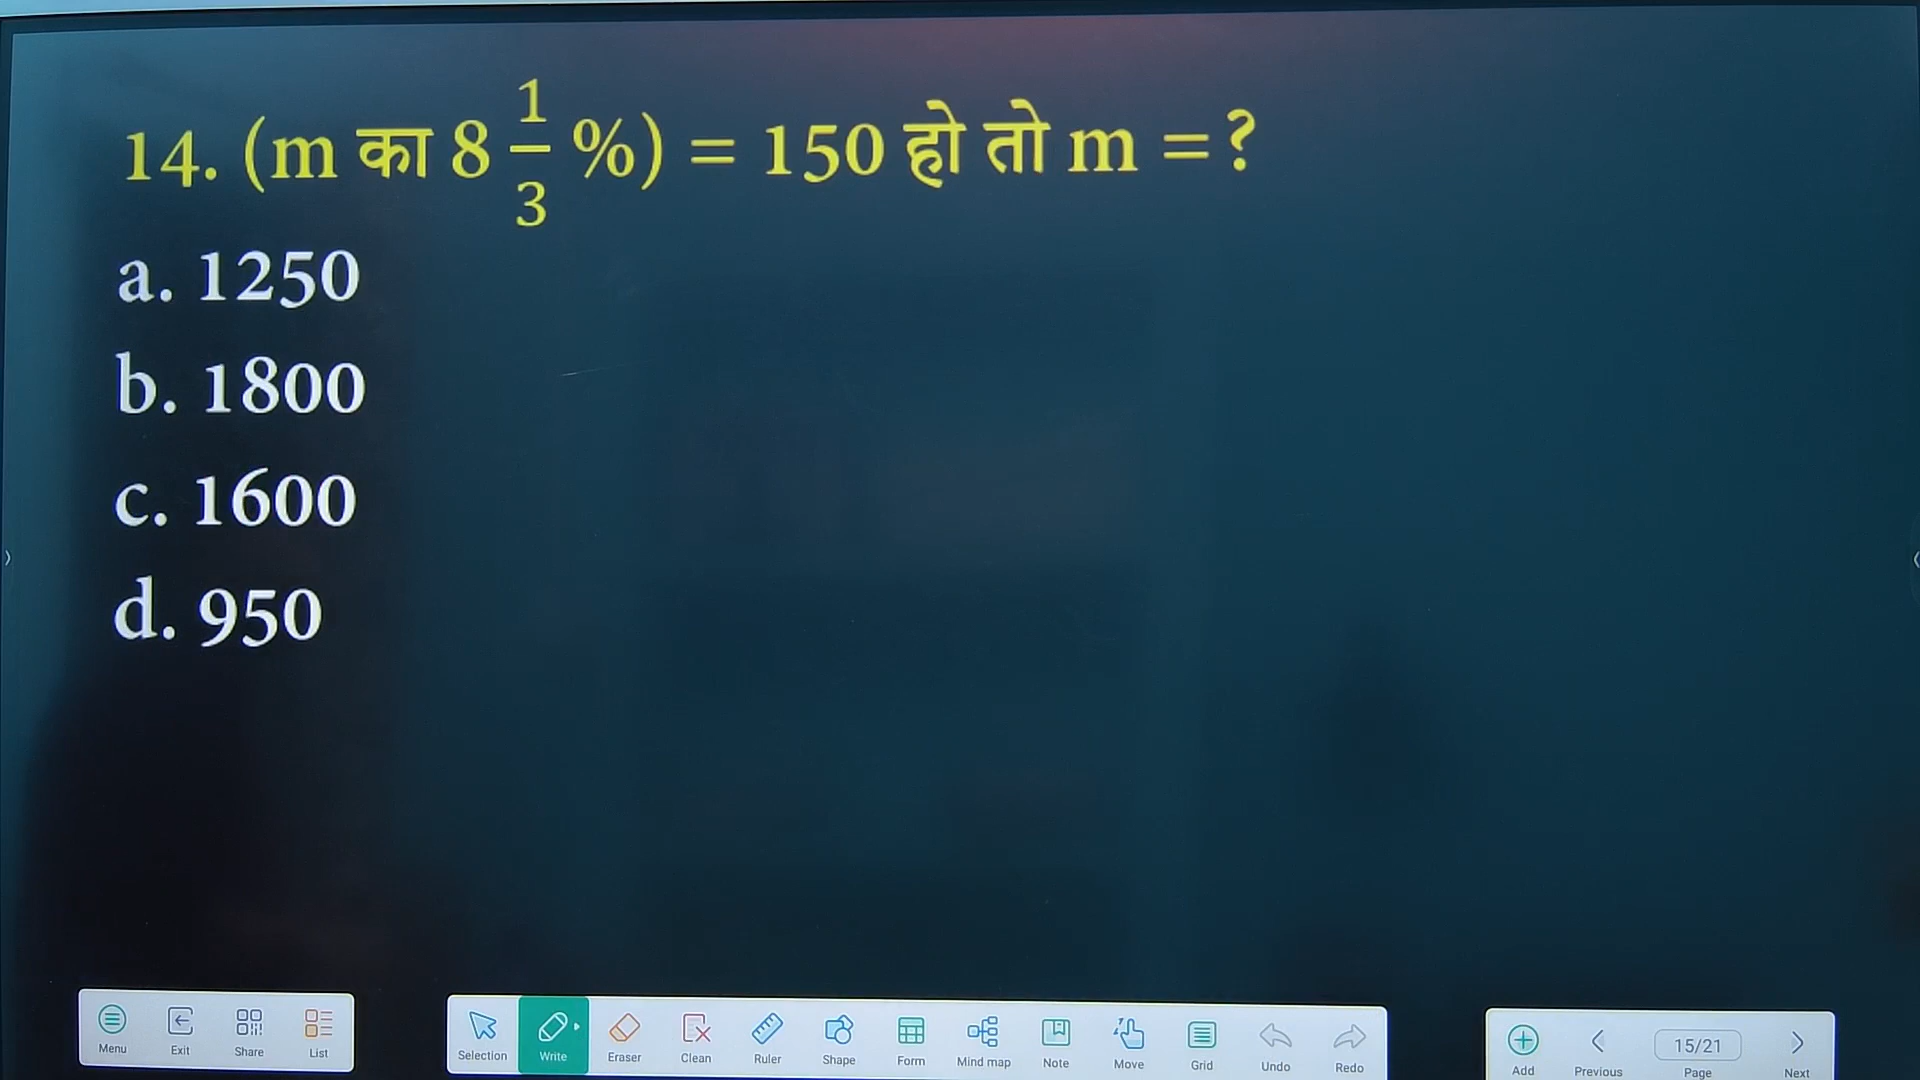 14. (m का 8 1/3 %) = 150 हो तो m = ?
a. 1250
b. 1800
c. 1600
d. 950
Menu Exit Share List
Selection Write Eraser Clean Ruler Shape Form Mind map Note Move Grid Undo Redo
Add Previous 15/21 Page Next